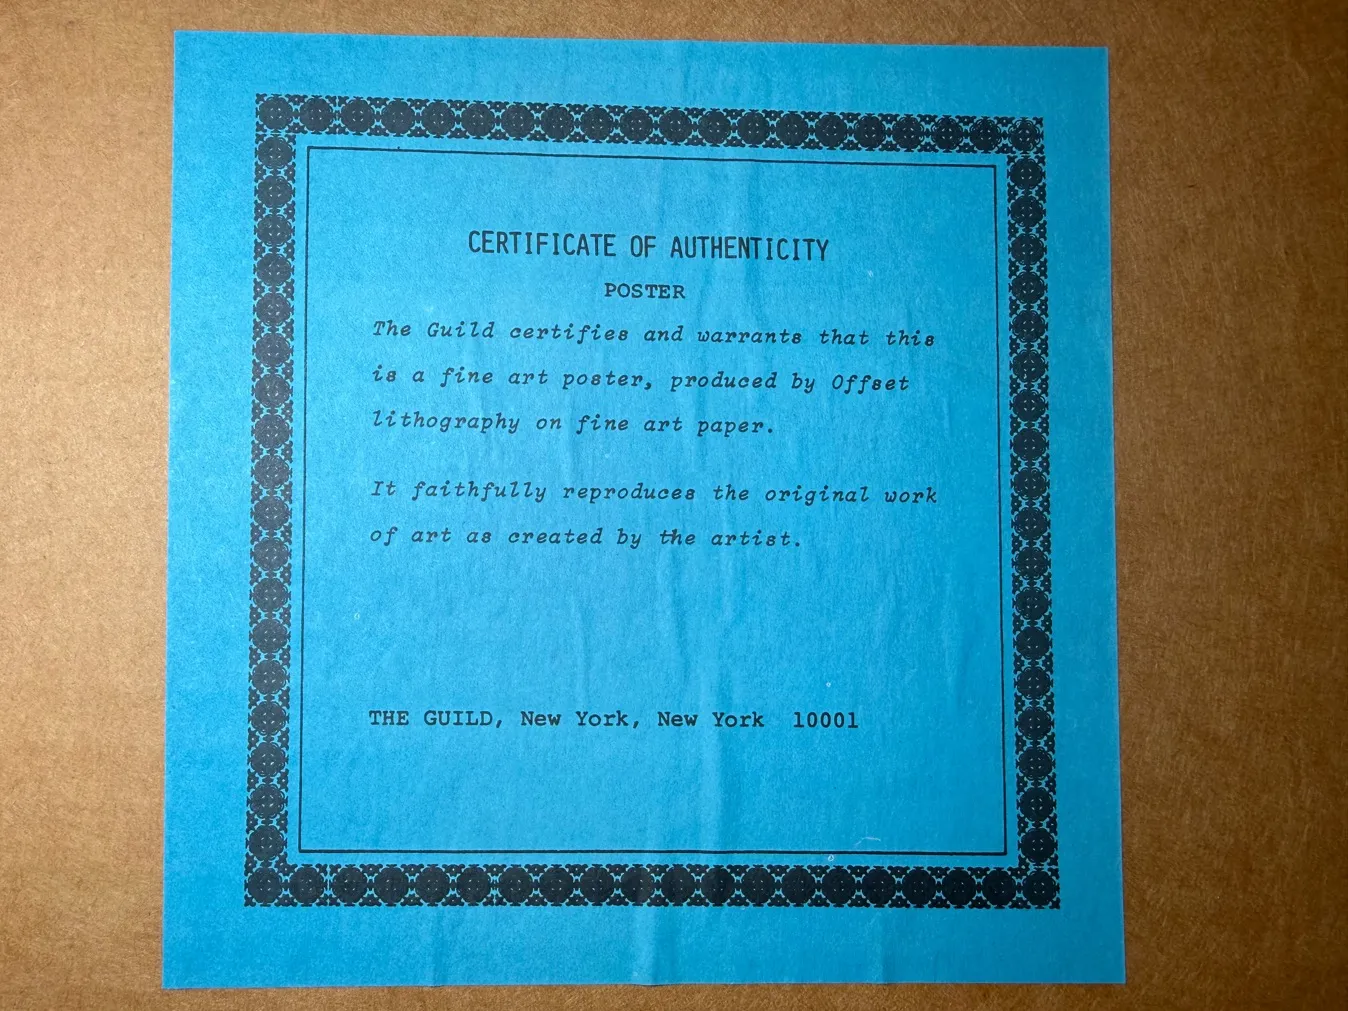 CERTIFICATE OF AUTHENTICITY
POSTER
The Guild certifies and warrants that this
is a fine art poster, produced by Offset
lithography on fine art paper.
It faithfully reproduces the original work
of art as created by the artist.
THE GUILD, New York, New York 10001